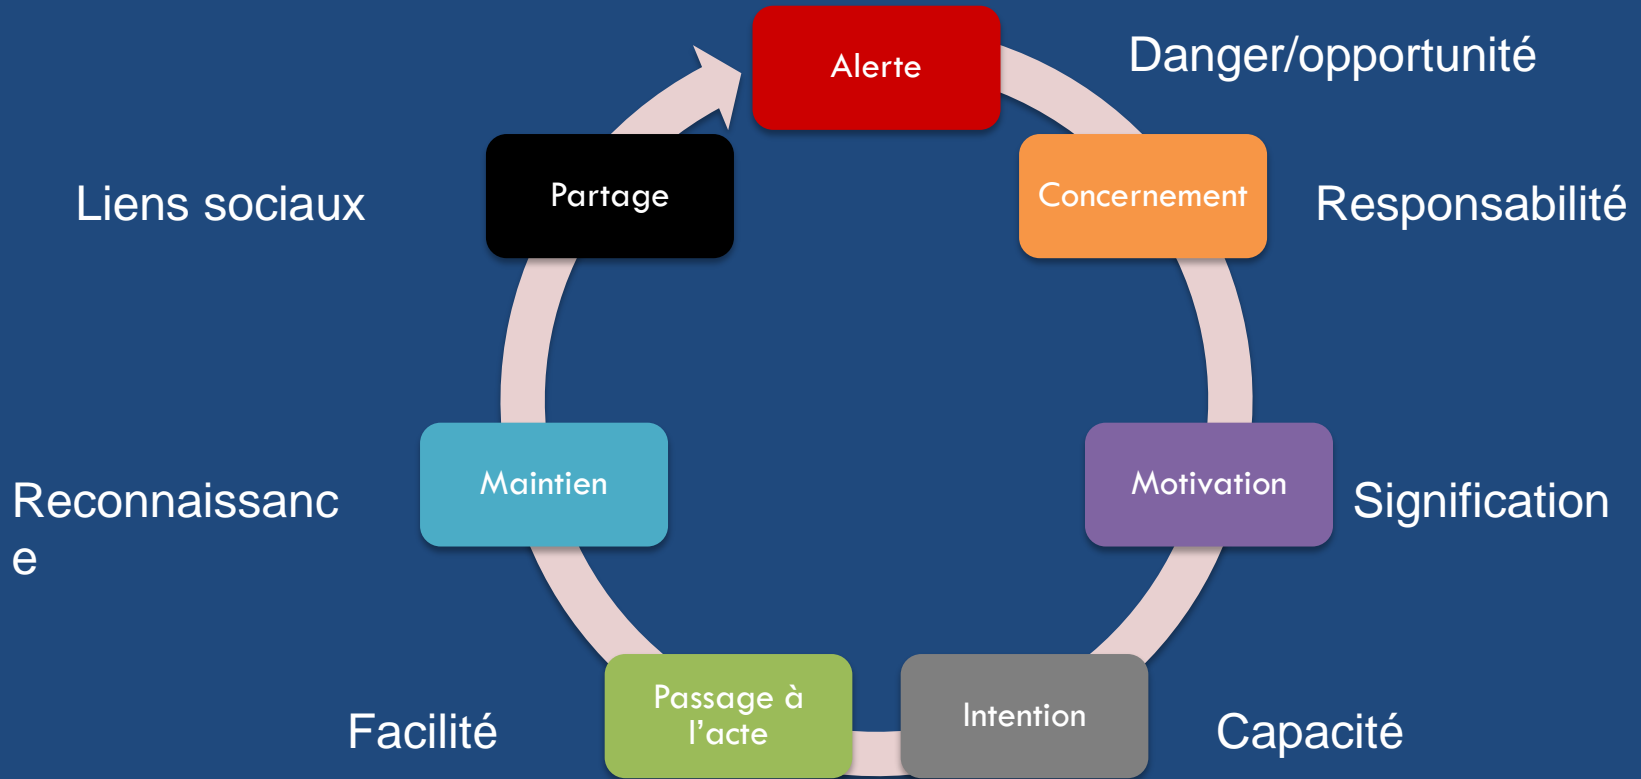 Alerte
Danger/opportunité
Concernement
Responsabilité
Motivation
Signification
Intention
Capacité
Passage à
l’acte
Facilité
Maintien
Reconnaissanc
e
Partage
Liens sociaux